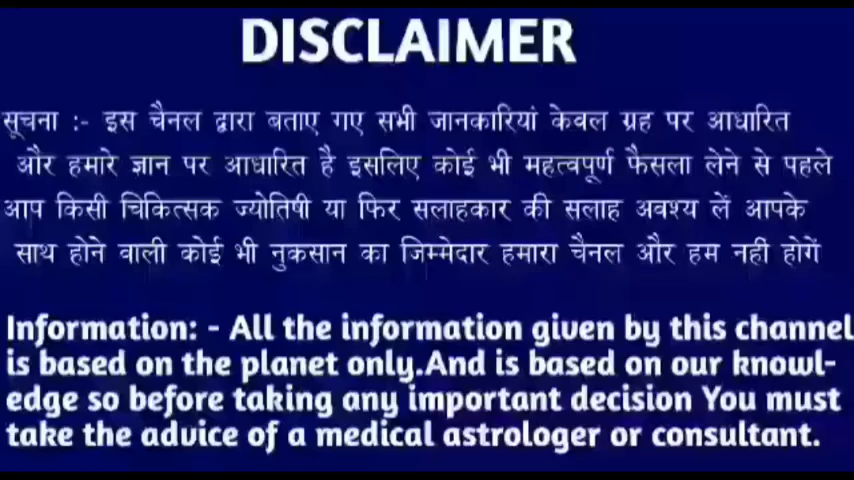 DISCLAIMER
सूचना :- इस चैनल द्वारा बताए गए सभी जानकारियां केवल ग्रह पर आधारित
और हमारे ज्ञान पर आधारित है इसलिए कोई भी महत्वपूर्ण फैसला लेने से पहले
आप किसी चिकित्सक ज्योतिषी या फिर सलाहकार की सलाह अवश्य लें आपके
साथ होने वाली कोई भी नुकसान का जिम्मेदार हमारा चैनल और हम नहीं होगें
Information: - All the information given by this channel
is based on the planet only.And is based on our knowl-
edge so before taking any important decision You must
take the advice of a medical astrologer or consultant.